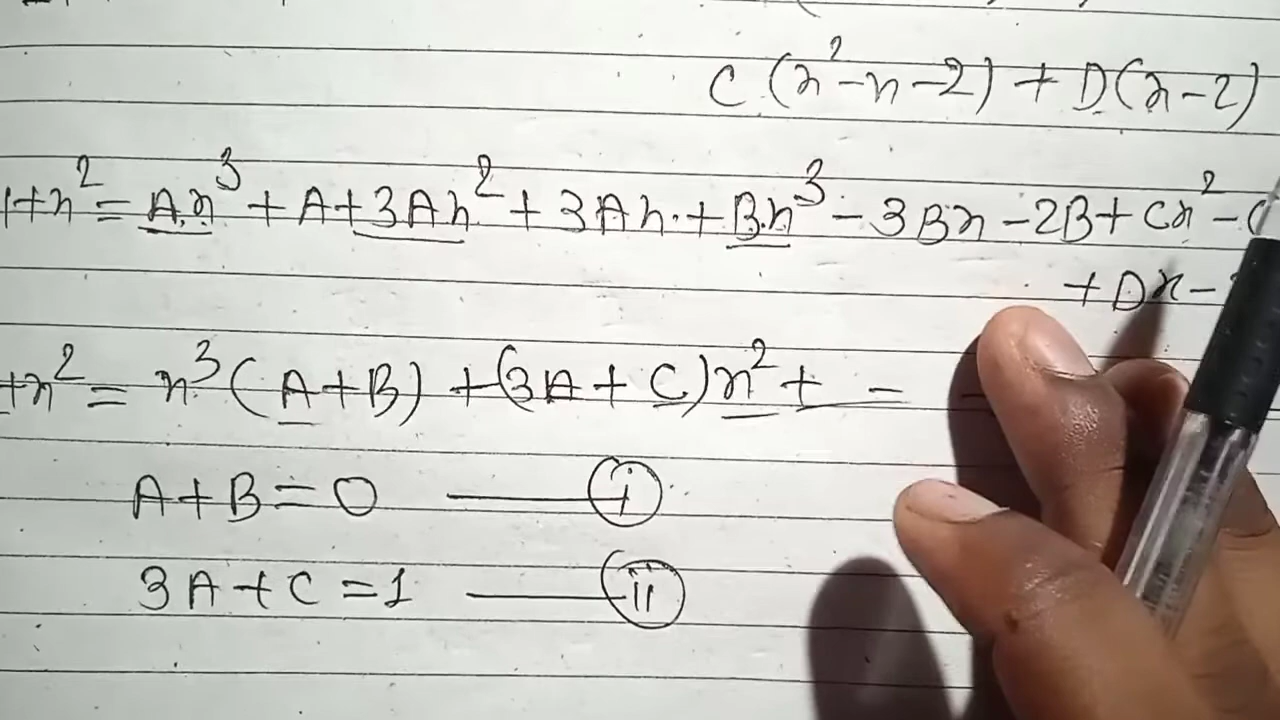 C (x²-x-2) + D(x-2)
1+x² = Ax³ + A + 3Ax² + 3Ax + Bx³ - 3Bx - 2B + Cx² -
+ Dx -
+x² = x³ (A+B) + (3A + C)x² + - -
A+B=0 — (i)
3A+C=1 — (ii)